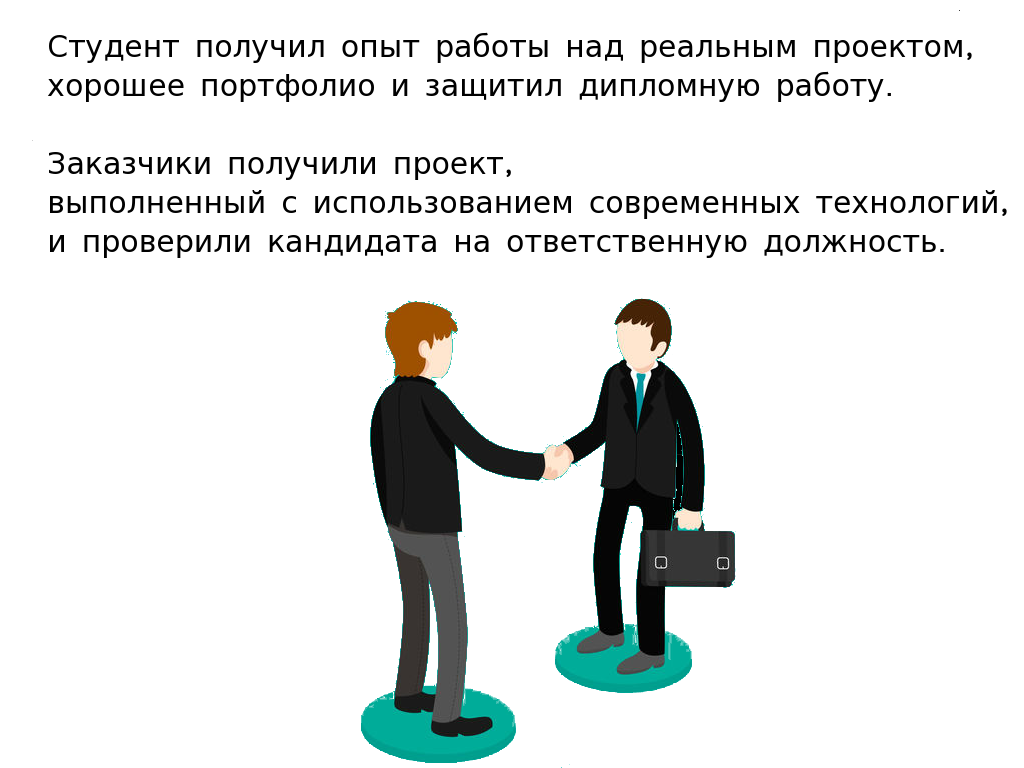 Студент получил опыт работы над реальным проектом,
хорошее портфолио и защитил дипломную работу.
Заказчики получили проект,
выполненный с использованием современных технологий,
и проверили кандидата на ответственную должность.